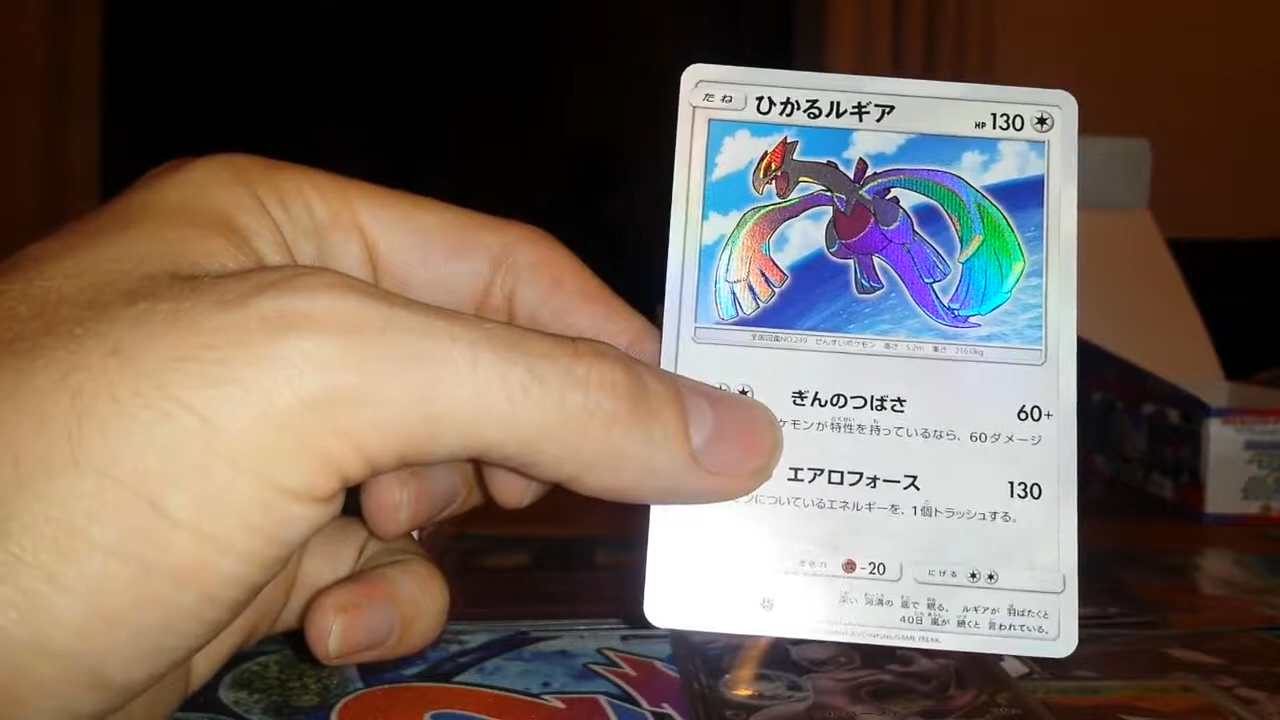 たね ひかるルギア HP 130
全国図鑑NO.249 せんすいポケモン 高さ:5.2m 重さ:216.0kg
ぎんのつばさ 60+
ケモンが特性を持っているなら、60ダメージ
エアロフォース 130
についているエネルギーを、1個トラッシュする。
-20 にげる
深い 海溝の 底で 眠る。 ルギアが 羽ばたくと
40日 嵐が 続くと 言われている。